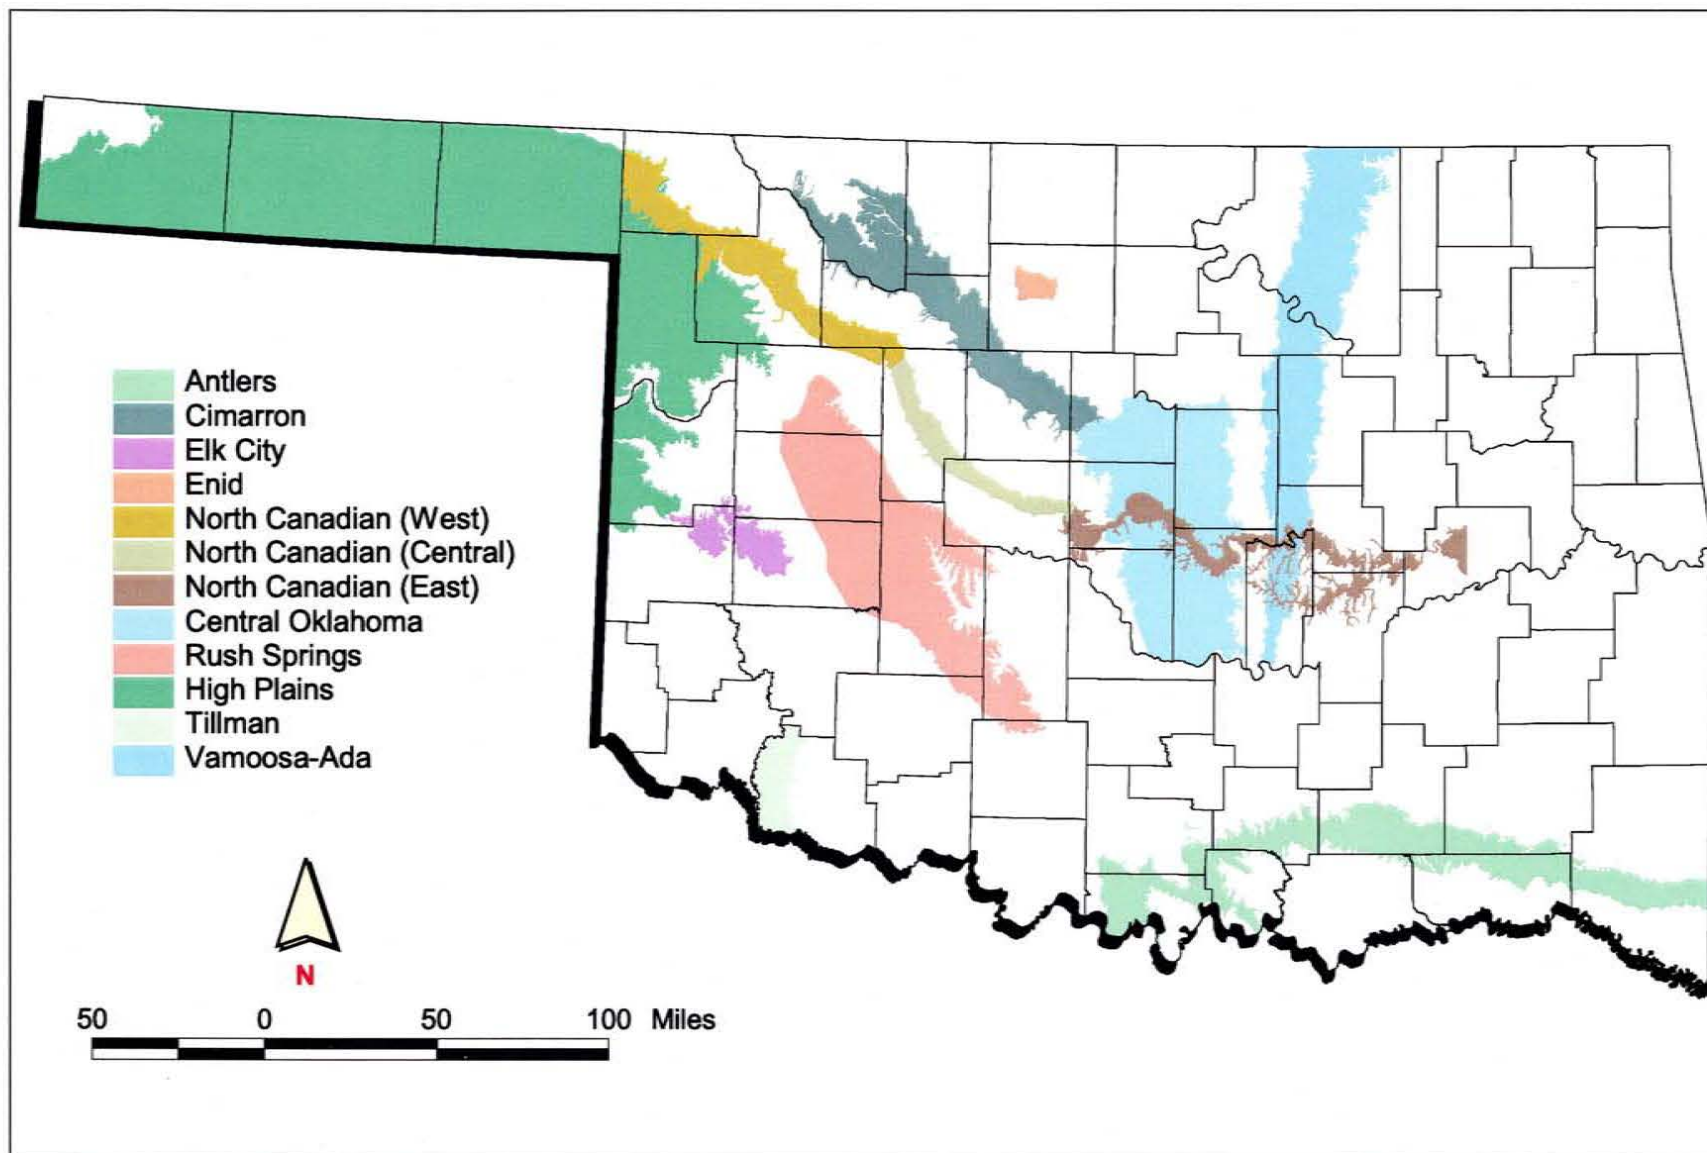 Antlers
Cimarron
Elk City
Enid
North Canadian (West)
North Canadian (Central)
North Canadian (East)
Central Oklahoma
Rush Springs
High Plains
Tillman
Vamoosa-Ada
N
50 0 50 100 Miles